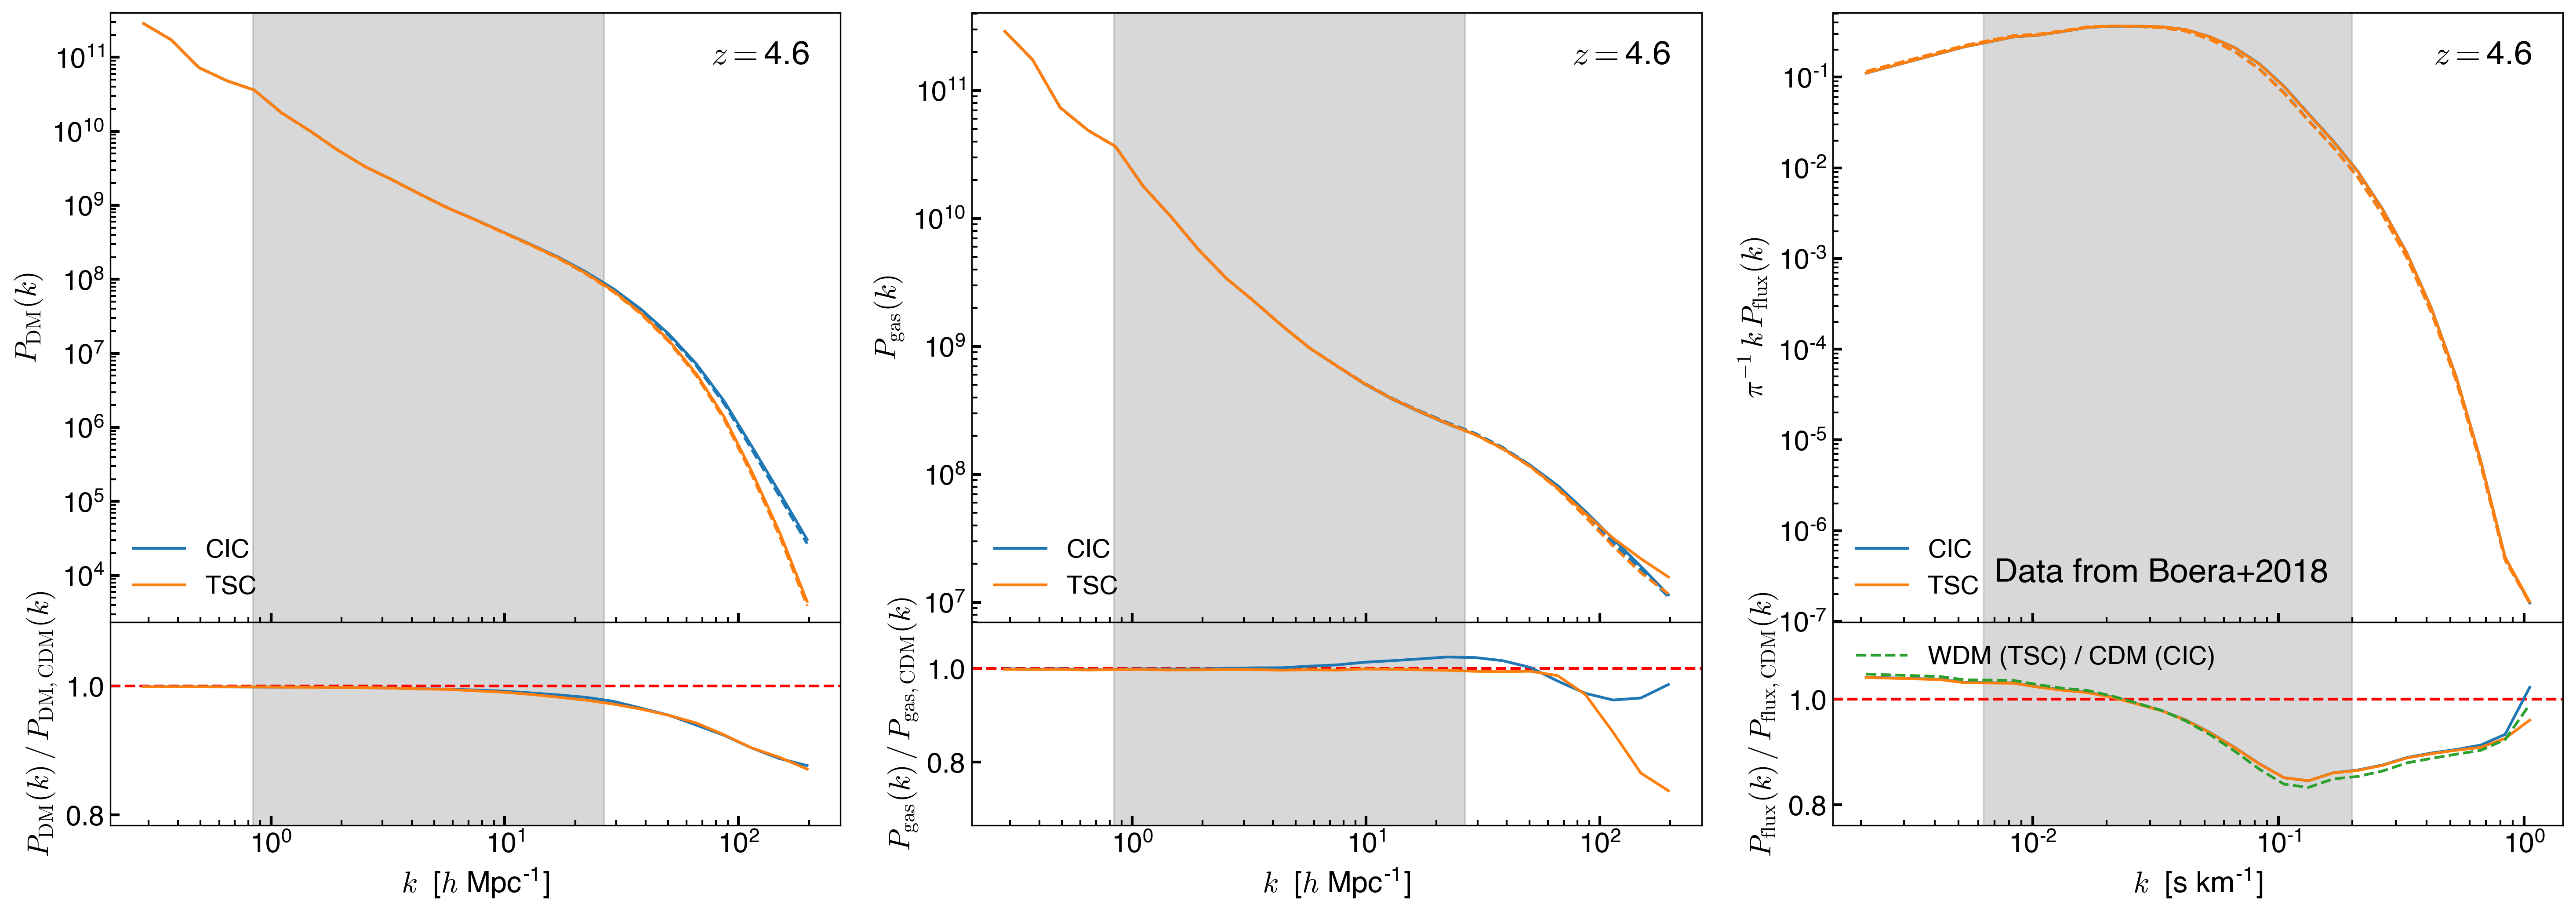 z = 4.6
10^11
10^10
10^9
10^8
10^7
10^6
10^5
10^4
P_DM(k)
CIC
TSC
1.0
0.8
P_DM(k) / P_DM, CDM(k)
10^0 10^1 10^2
k [h Mpc^-1]
z = 4.6
10^11
10^10
10^9
10^8
10^7
P_gas(k)
CIC
TSC
1.0
0.8
P_gas(k) / P_gas, CDM(k)
10^0 10^1 10^2
k [h Mpc^-1]
z = 4.6
10^-1
10^-2
10^-3
10^-4
10^-5
10^-6
10^-7
π^-1 k P_flux(k)
CIC
TSC
Data from Boera+2018
WDM (TSC) / CDM (CIC)
1.0
0.8
P_flux(k) / P_flux, CDM(k)
10^-2 10^-1 10^0
k [s km^-1]